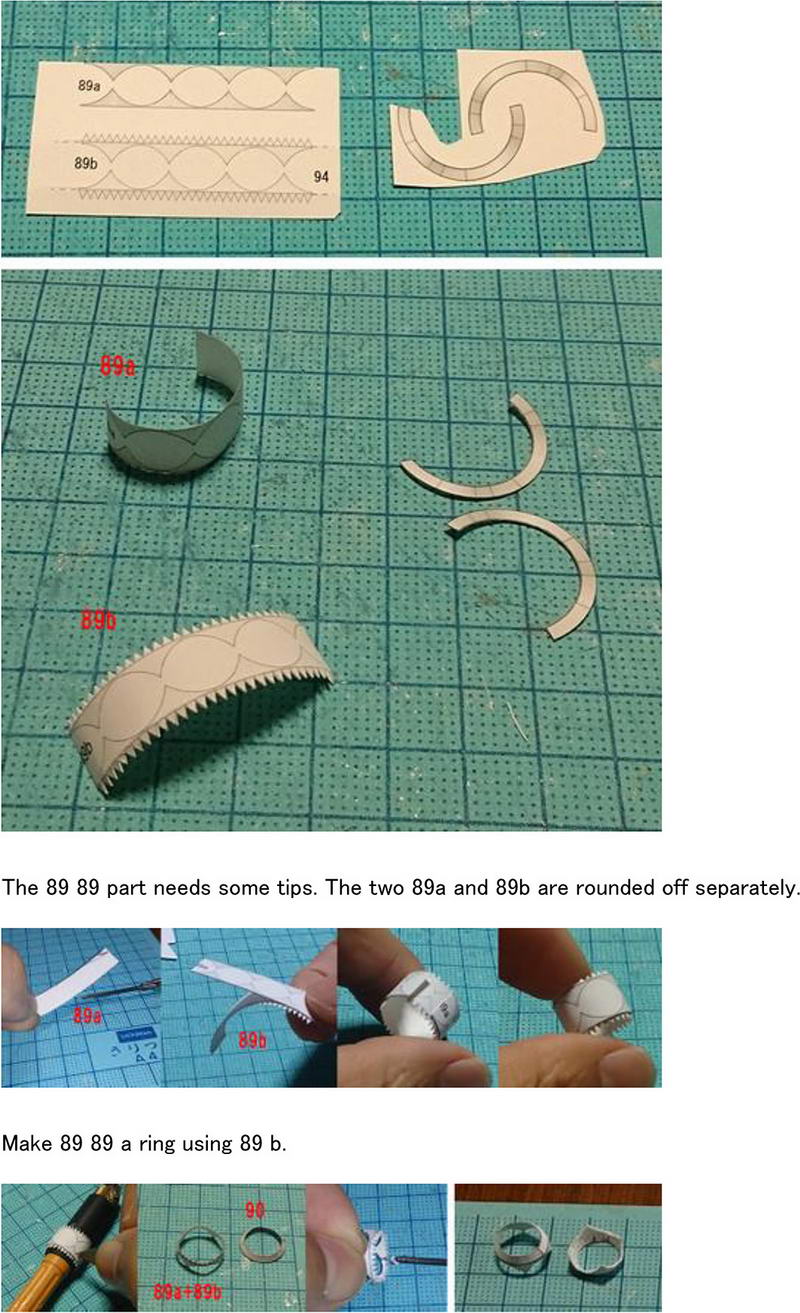 89a
89b
94
89a
89b
The 89 89 part needs some tips. The two 89a and 89b are rounded off separately.
89a
89b
89a
Make 89 89 a ring using 89 b.
90
89a+89b